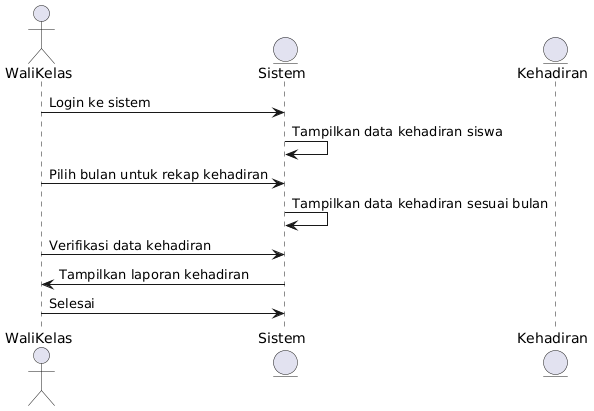 WaliKelas
Sistem
Kehadiran
Login ke sistem
Tampilkan data kehadiran siswa
Pilih bulan untuk rekap kehadiran
Tampilkan data kehadiran sesuai bulan
Verifikasi data kehadiran
Tampilkan laporan kehadiran
Selesai
WaliKelas
Sistem
Kehadiran